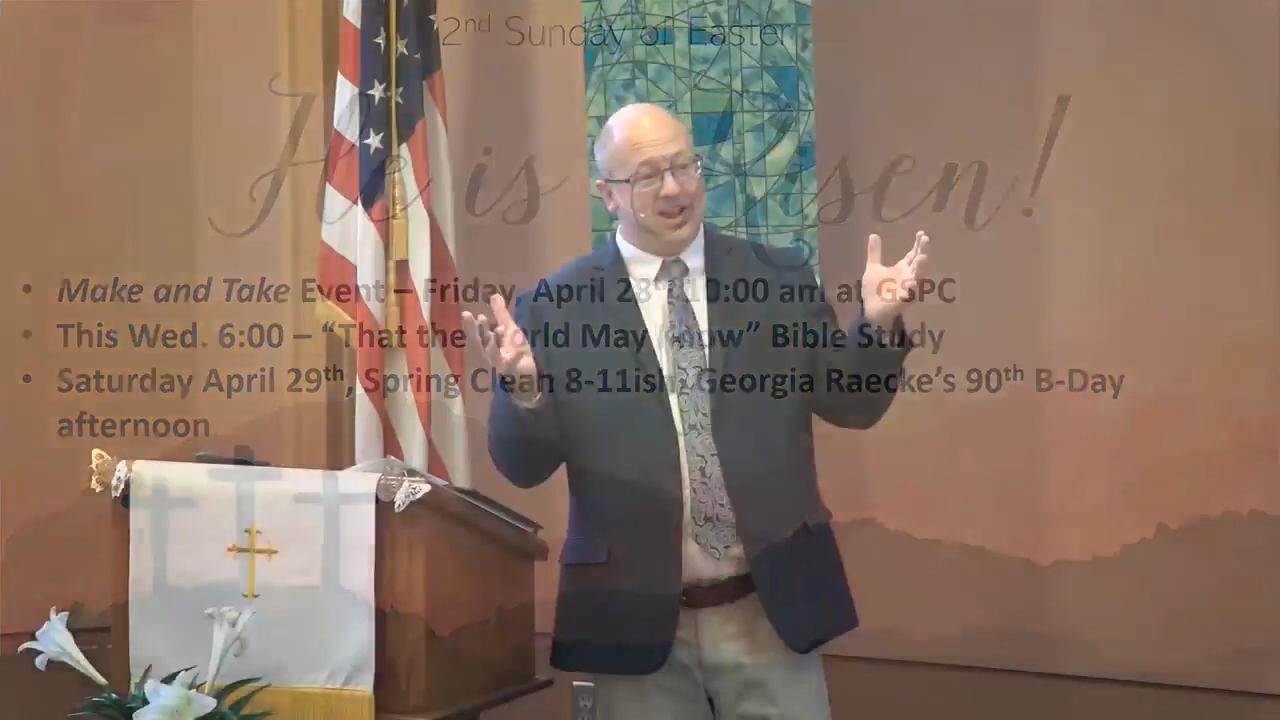 2nd Sunday of Easter
He is Risen!
• Make and Take Event – Friday, April 28th 10:00 am at GSPC
• This Wed. 6:00 – “That the World May Know” Bible Study
• Saturday April 29th, Spring Clean 8-11ish, Georgia Raecke’s 90th B-Day
afternoon